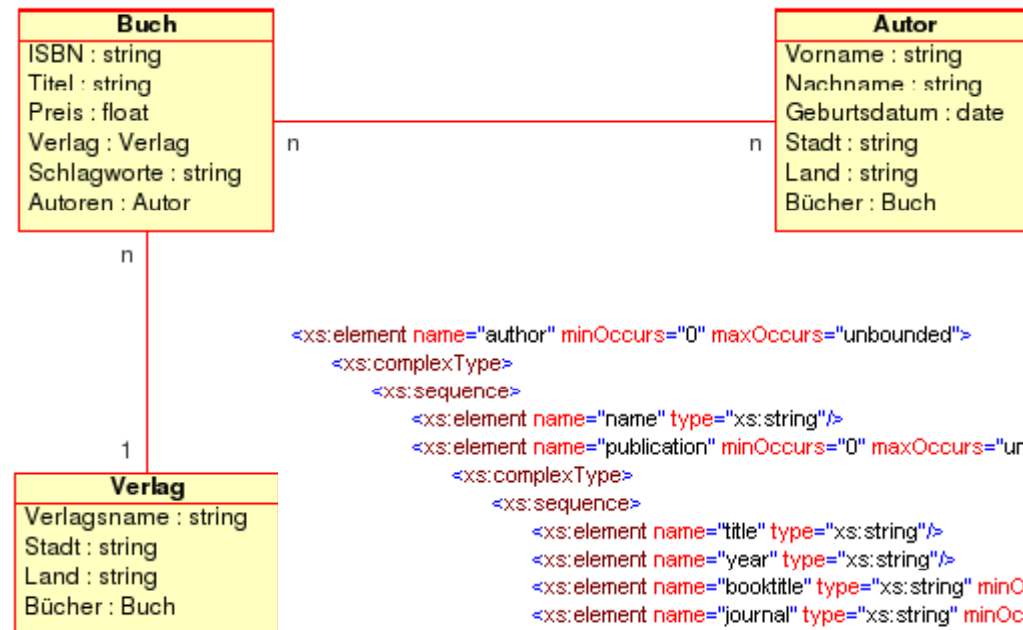 Buch
ISBN : string
Titel : string
Preis : float
Verlag : Verlag
Schlagworte : string
Autoren : Autor
Autor
Vorname : string
Nachname : string
Geburtsdatum : date
Stadt : string
Land : string
Bücher : Buch
n
n
n
1
Verlag
Verlagsname : string
Stadt : string
Land : string
Bücher : Buch
<xs:element name="author" minOccurs="0" maxOccurs="unbounded">
<xs:complexType>
<xs:sequence>
<xs:element name="name" type="xs:string"/>
<xs:element name="publication" minOccurs="0" maxOccurs="un
<xs:complexType>
<xs:sequence>
<xs:element name="title" type="xs:string"/>
<xs:element name="year" type="xs:string"/>
<xs:element name="booktitle" type="xs:string" minO
<xs:element name="journal" type="xs:string" minOc